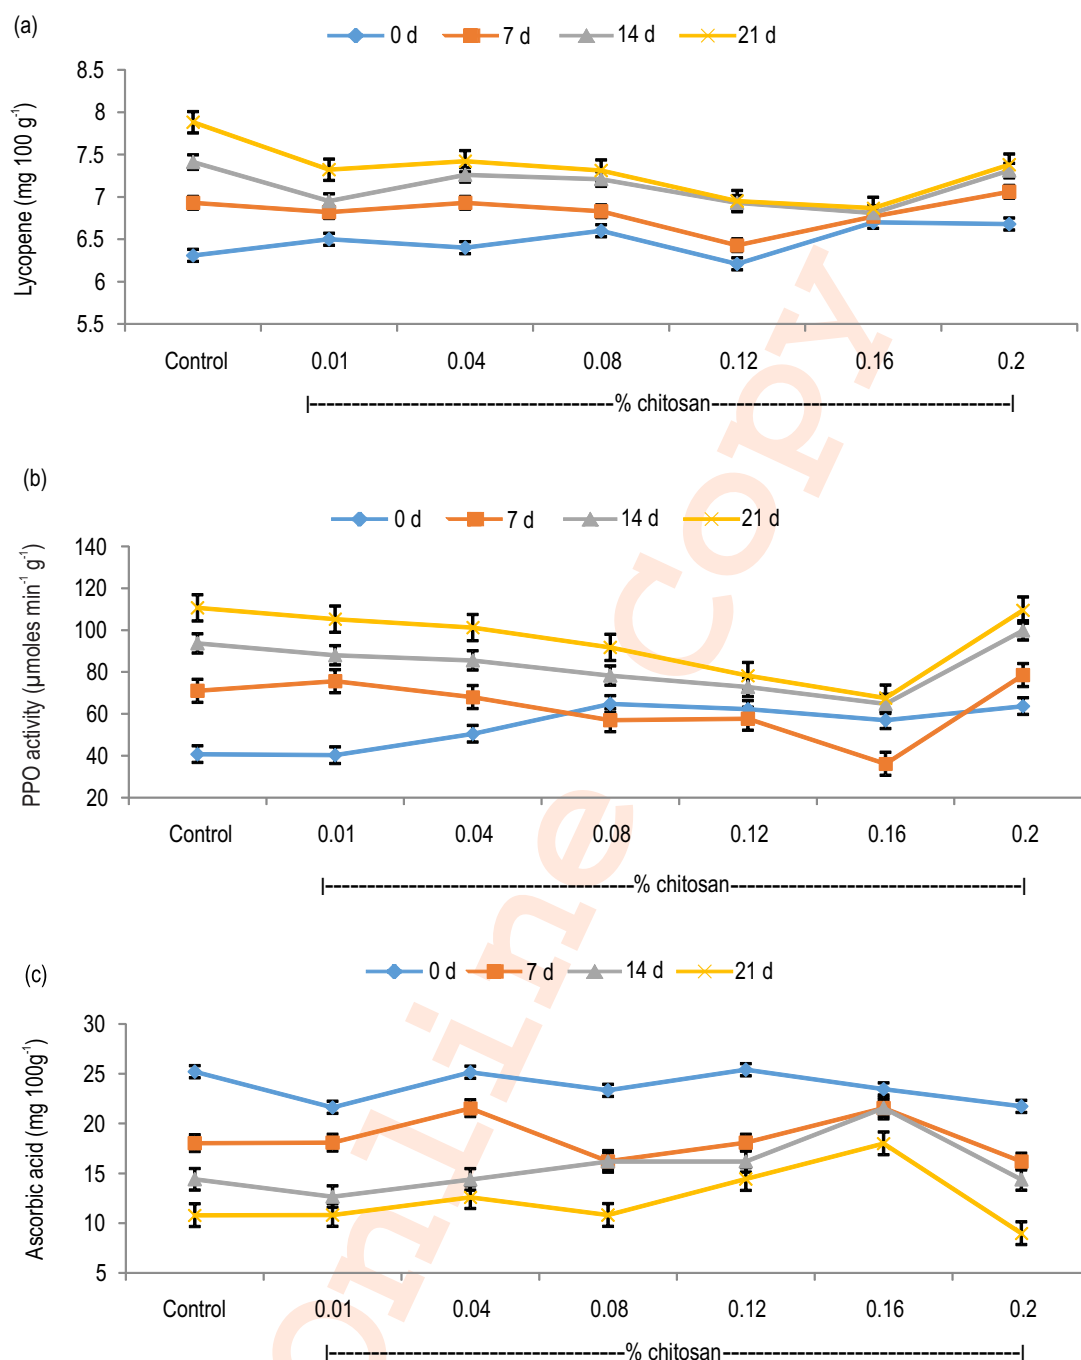 (a)
0 d 7 d 14 d 21 d
8.5
8
7.5
7
6.5
6
5.5
Lycopene (mg 100 g⁻¹)
Control 0.01 0.04 0.08 0.12 0.16 0.2
% chitosan
(b)
0 d 7 d 14 d 21 d
140
120
100
80
60
40
20
PPO activity (µmoles min⁻¹ g⁻¹)
Control 0.01 0.04 0.08 0.12 0.16 0.2
% chitosan
(c)
0 d 7 d 14 d 21 d
30
25
20
15
10
5
Ascorbic acid (mg 100g⁻¹)
Control 0.01 0.04 0.08 0.12 0.16 0.2
% chitosan
Online Copy